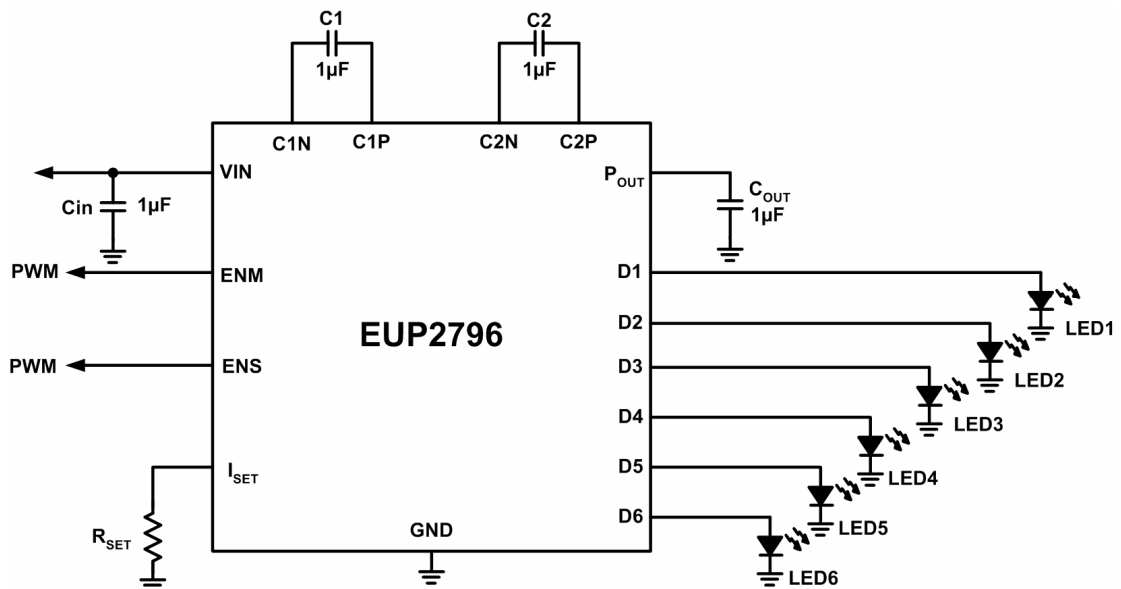 C1
1µF
C2
1µF
C1N
C1P
C2N
C2P
VIN
Cin
1µF
PWM
ENM
PWM
ENS
ISET
RSET
EUP2796
GND
POUT
COUT
1µF
D1
LED1
D2
LED2
D3
LED3
D4
LED4
D5
LED5
D6
LED6